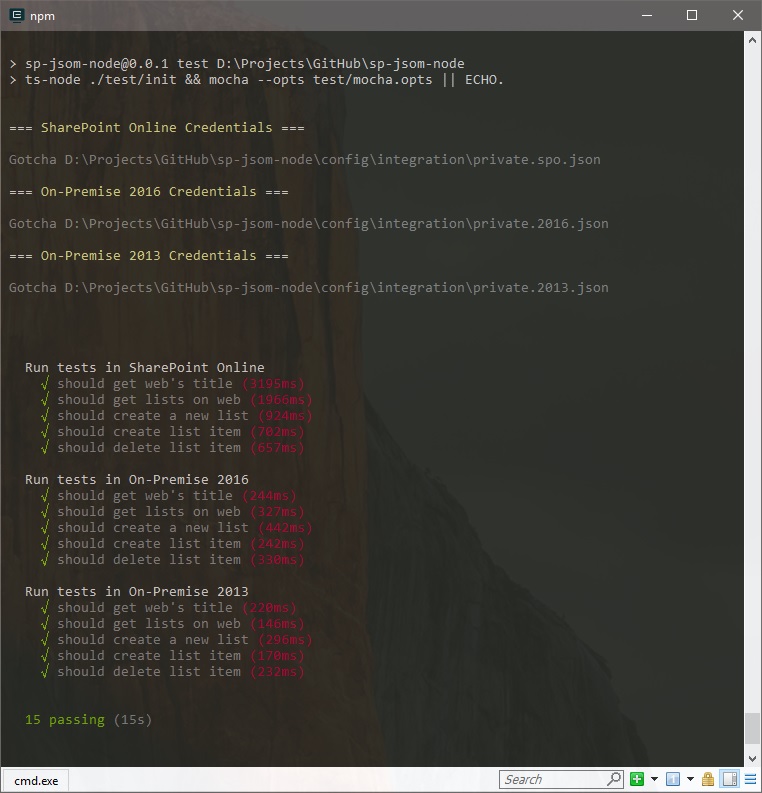 npm
> sp-jsom-node@0.0.1 test D:\Projects\GitHub\sp-jsom-node
> ts-node ./test/init && mocha --opts test/mocha.opts || ECHO.
=== SharePoint Online Credentials ===
Gotcha D:\Projects\GitHub\sp-jsom-node\config\integration\private.spo.json
=== On-Premise 2016 Credentials ===
Gotcha D:\Projects\GitHub\sp-jsom-node\config\integration\private.2016.json
=== On-Premise 2013 Credentials ===
Gotcha D:\Projects\GitHub\sp-jsom-node\config\integration\private.2013.json
Run tests in SharePoint Online
√ should get web's title (3195ms)
√ should get lists on web (1966ms)
√ should create a new list (924ms)
√ should create list item (702ms)
√ should delete list item (657ms)
Run tests in On-Premise 2016
√ should get web's title (244ms)
√ should get lists on web (327ms)
√ should create a new list (442ms)
√ should create list item (242ms)
√ should delete list item (330ms)
Run tests in On-Premise 2013
√ should get web's title (220ms)
√ should get lists on web (146ms)
√ should create a new list (296ms)
√ should create list item (170ms)
√ should delete list item (232ms)
15 passing (15s)
cmd.exe
Search